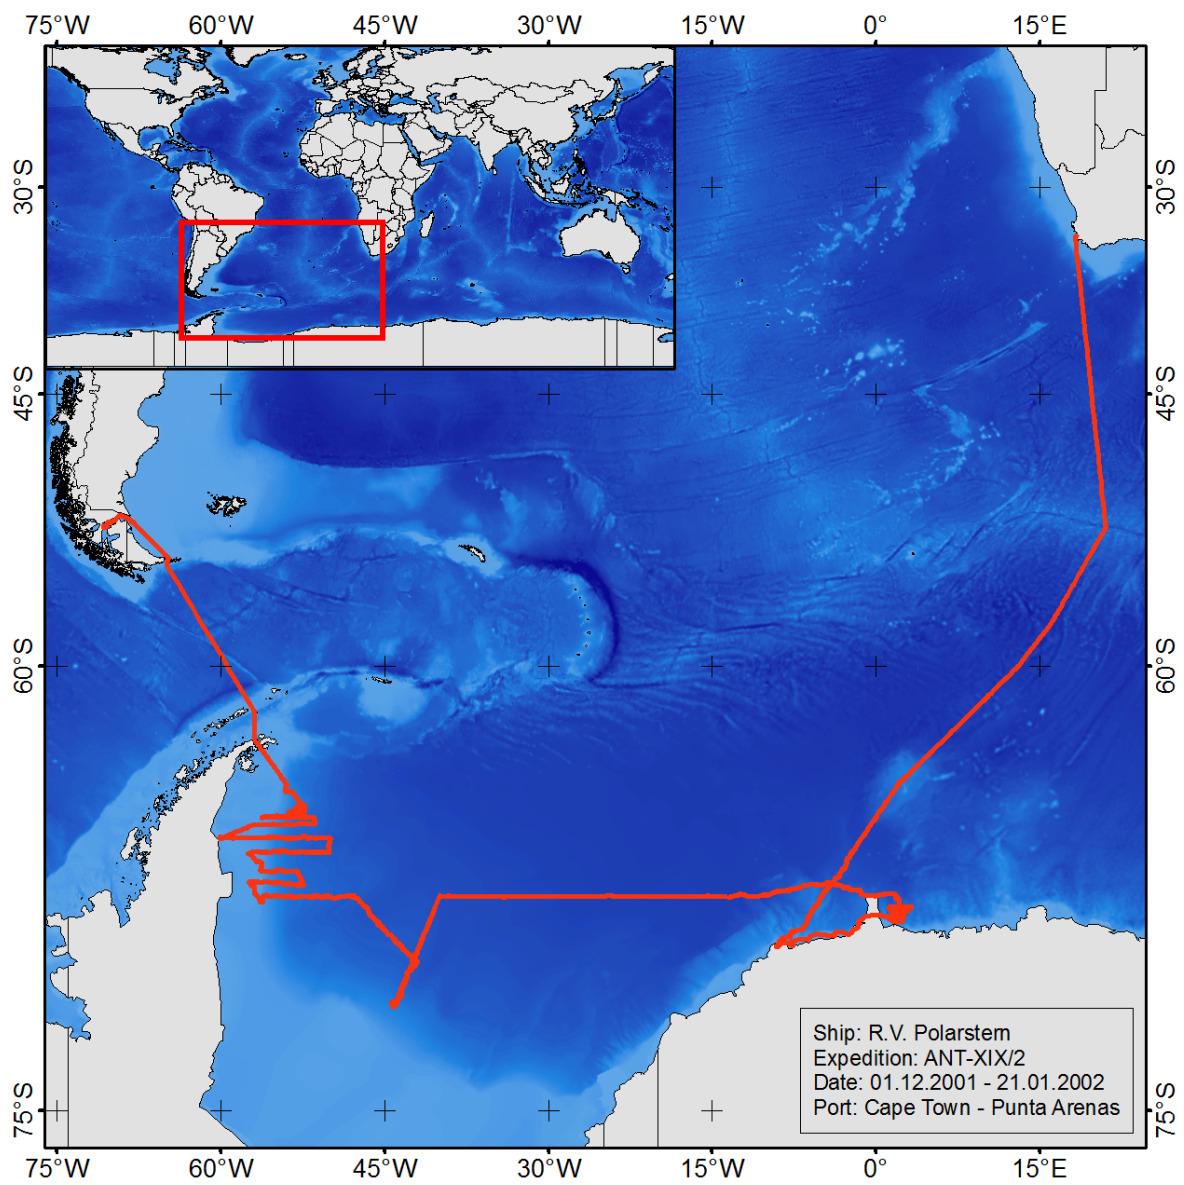 75°W 60°W 45°W 30°W 15°W 0° 15°E
30°S 30°S
45°S 45°S
60°S 60°S
Ship: R.V. Polarstern
Expedition: ANT-XIX/2
Date: 01.12.2001 - 21.01.2002
Port: Cape Town - Punta Arenas
75°S 75°S
75°W 60°W 45°W 30°W 15°W 0° 15°E